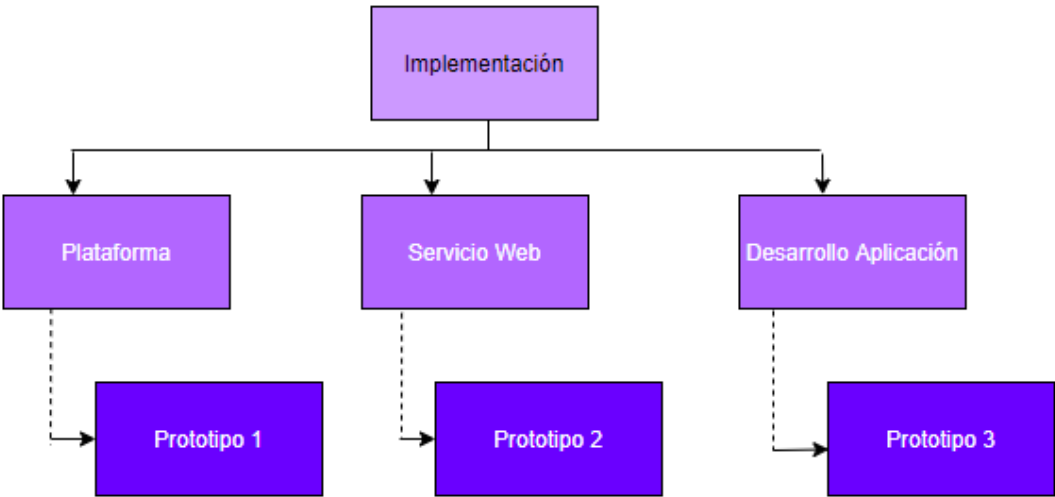 Implementación
Plataforma
Servicio Web
Desarrollo Aplicación
Prototipo 1
Prototipo 2
Prototipo 3